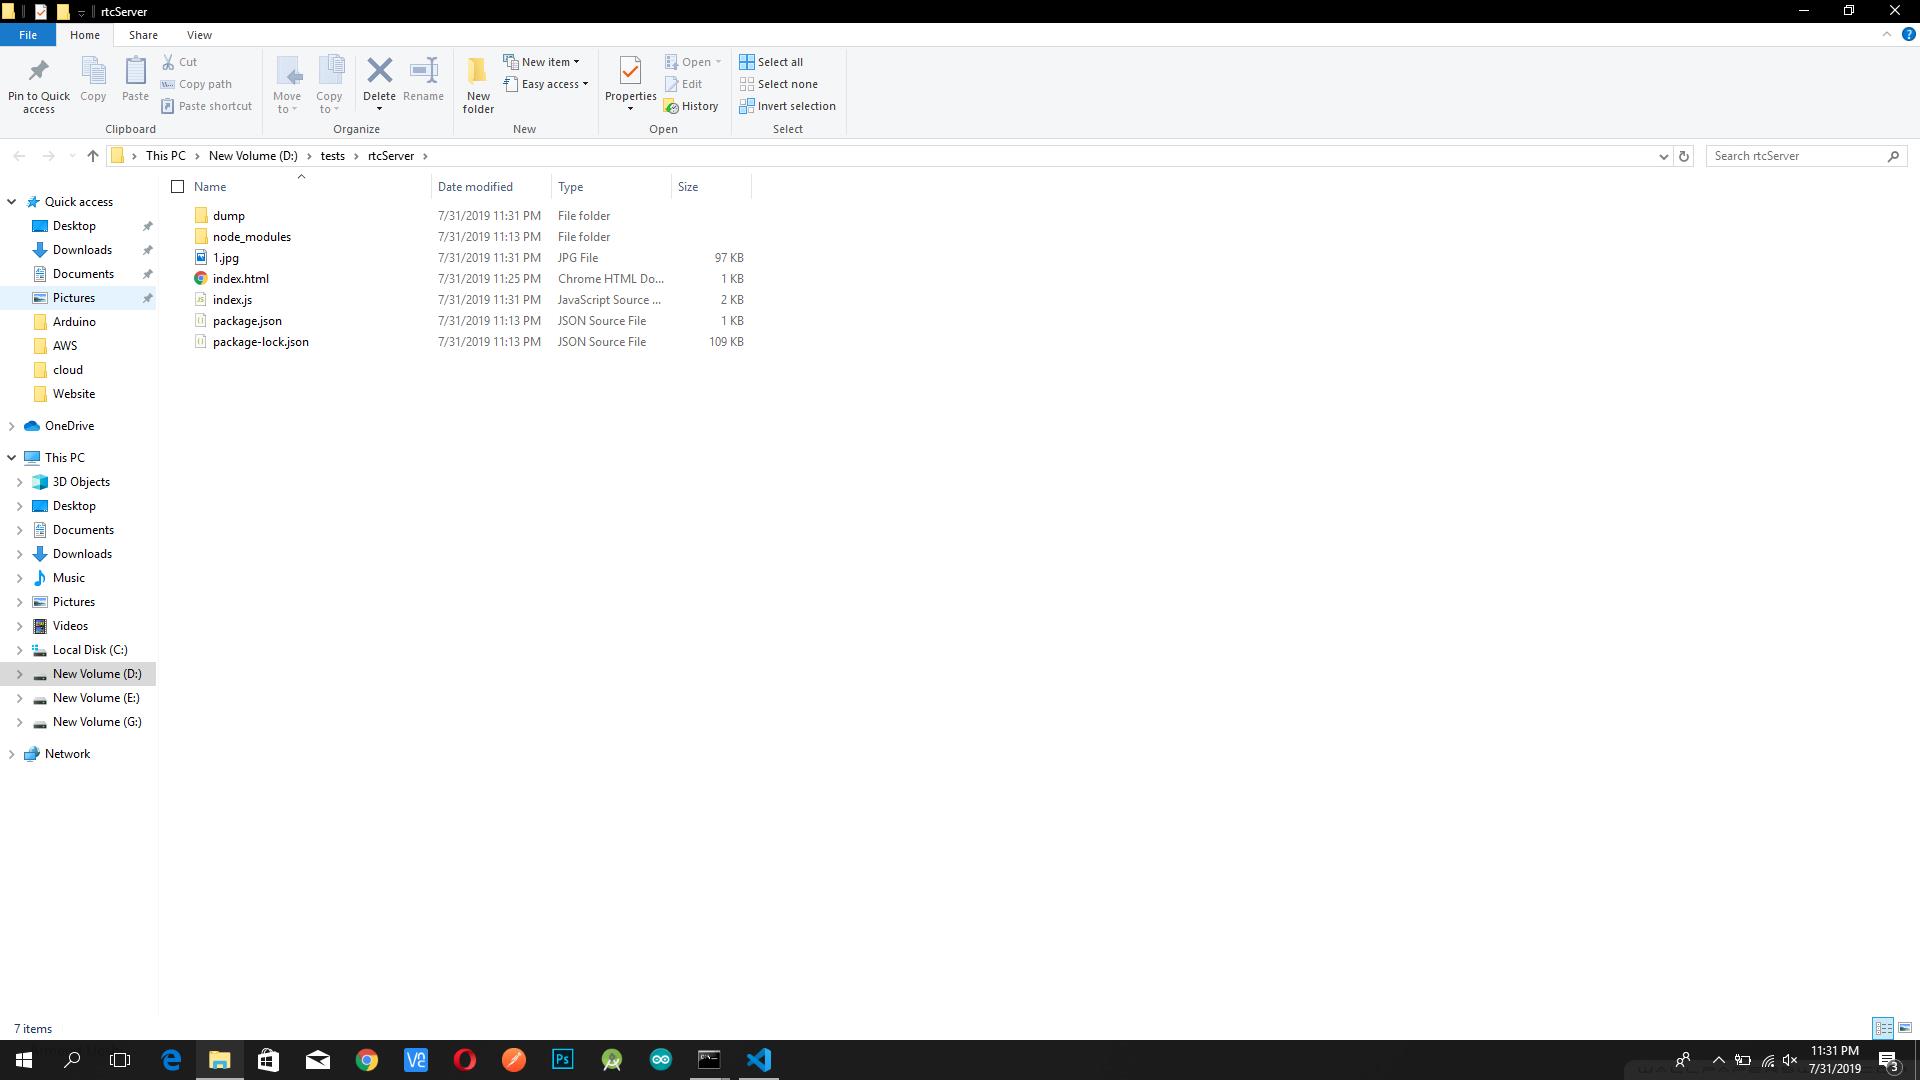 rtcServer
File
Home
Share
View
Pin to Quick access
Copy
Paste
Cut
Copy path
Paste shortcut
Clipboard
Move to
Copy to
Delete
Rename
Organize
New folder
New item
Easy access
New
Properties
Open
Edit
History
Open
Select all
Select none
Invert selection
Select
This PC > New Volume (D:) > tests > rtcServer
Search rtcServer
Name Date modified Type Size
dump 7/31/2019 11:31 PM File folder
node_modules 7/31/2019 11:13 PM File folder
1.jpg 7/31/2019 11:31 PM JPG File 97 KB
index.html 7/31/2019 11:25 PM Chrome HTML Do... 1 KB
index.js 7/31/2019 11:31 PM JavaScript Source ... 2 KB
package.json 7/31/2019 11:13 PM JSON Source File 1 KB
package-lock.json 7/31/2019 11:13 PM JSON Source File 109 KB
Quick access
Desktop
Downloads
Documents
Pictures
Arduino
AWS
cloud
Website
OneDrive
This PC
3D Objects
Desktop
Documents
Downloads
Music
Pictures
Videos
Local Disk (C:)
New Volume (D:)
New Volume (E:)
New Volume (G:)
Network
7 items
Ps
11:31 PM
7/31/2019
3